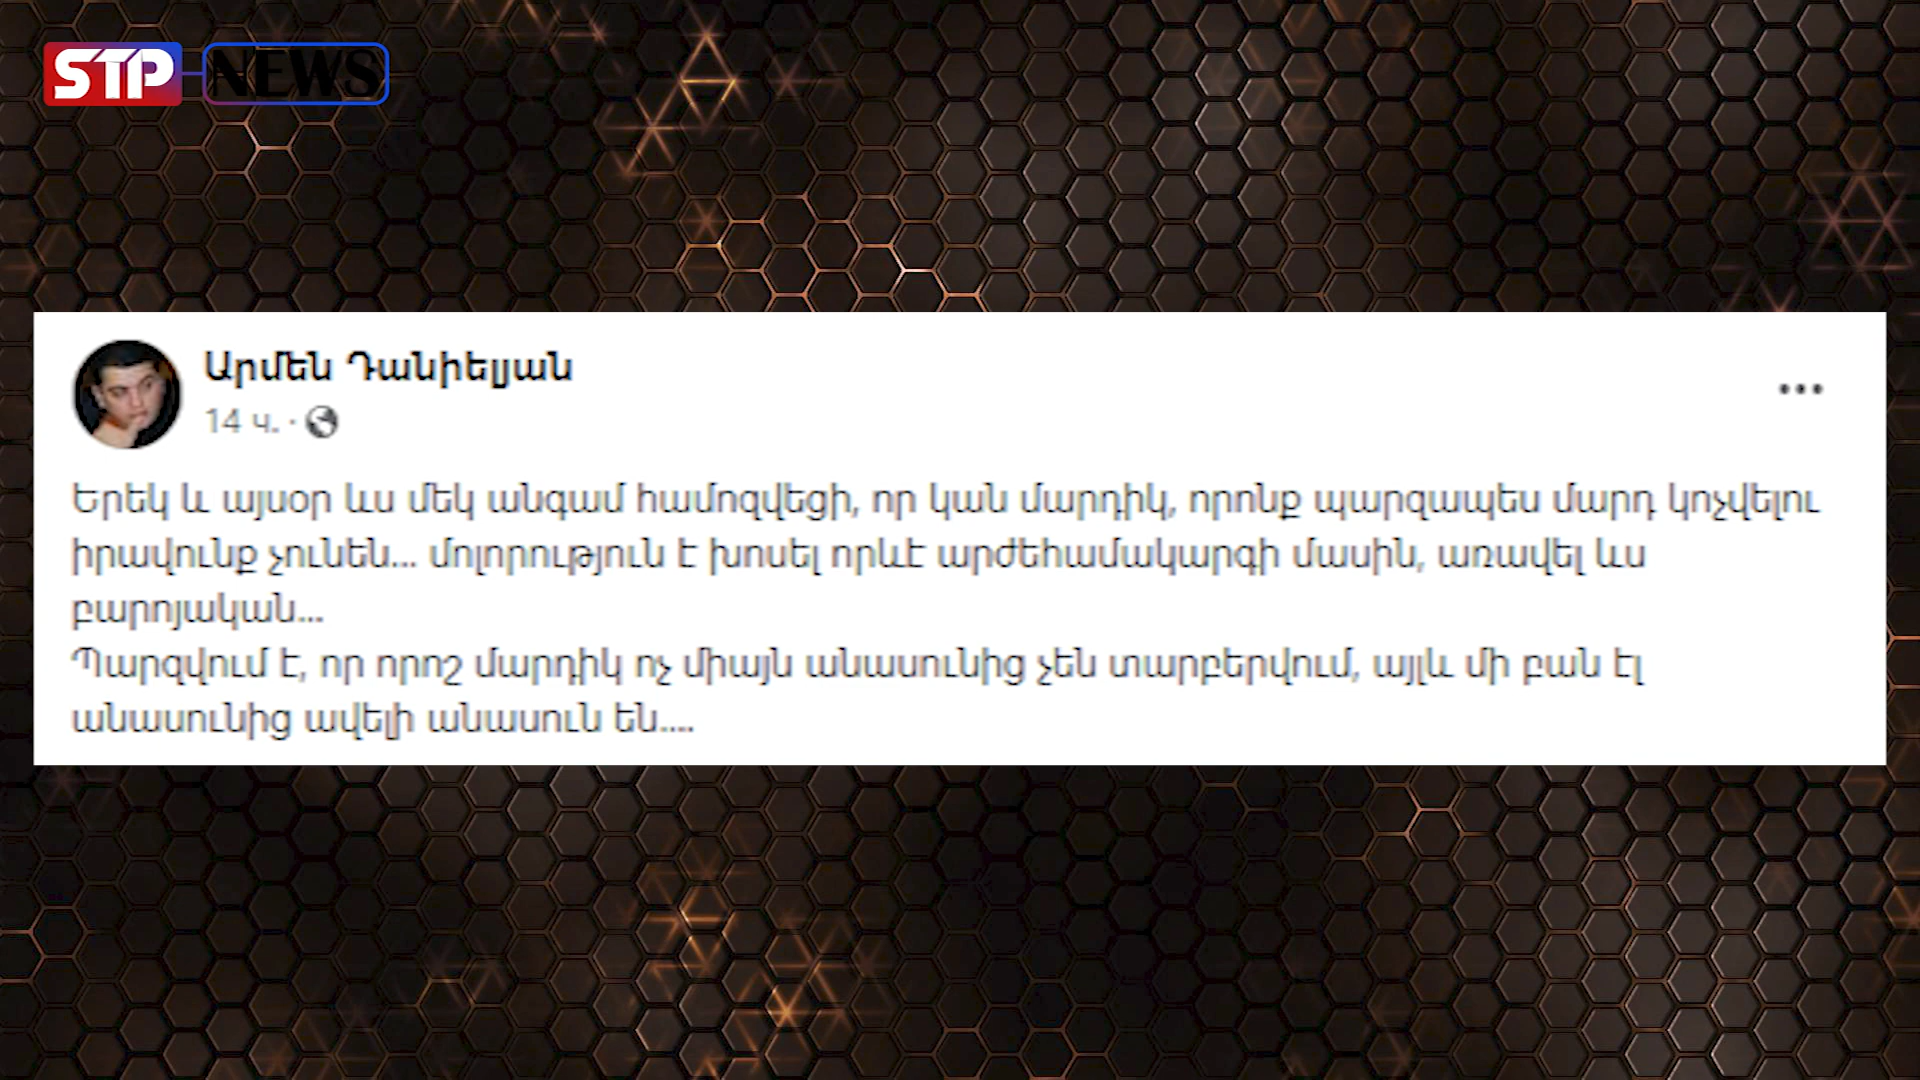 STP NEWS
Արմեն Դանիելյան
14 ч. ·
Երեկ և այսօր ևս մեկ անգամ համոզվեցի, որ կան մարդիկ, որոնք պարզապես մարդ կոչվելու
իրավունք չունեն... մոլորություն է խոսել որևէ արժեհամակարգի մասին, առավել ևս
բարոյական...
Պարզվում է, որ որոշ մարդիկ ոչ միայն անասունից չեն տարբերվում, այլև մի բան էլ
անասունից ավելի անասուն են....